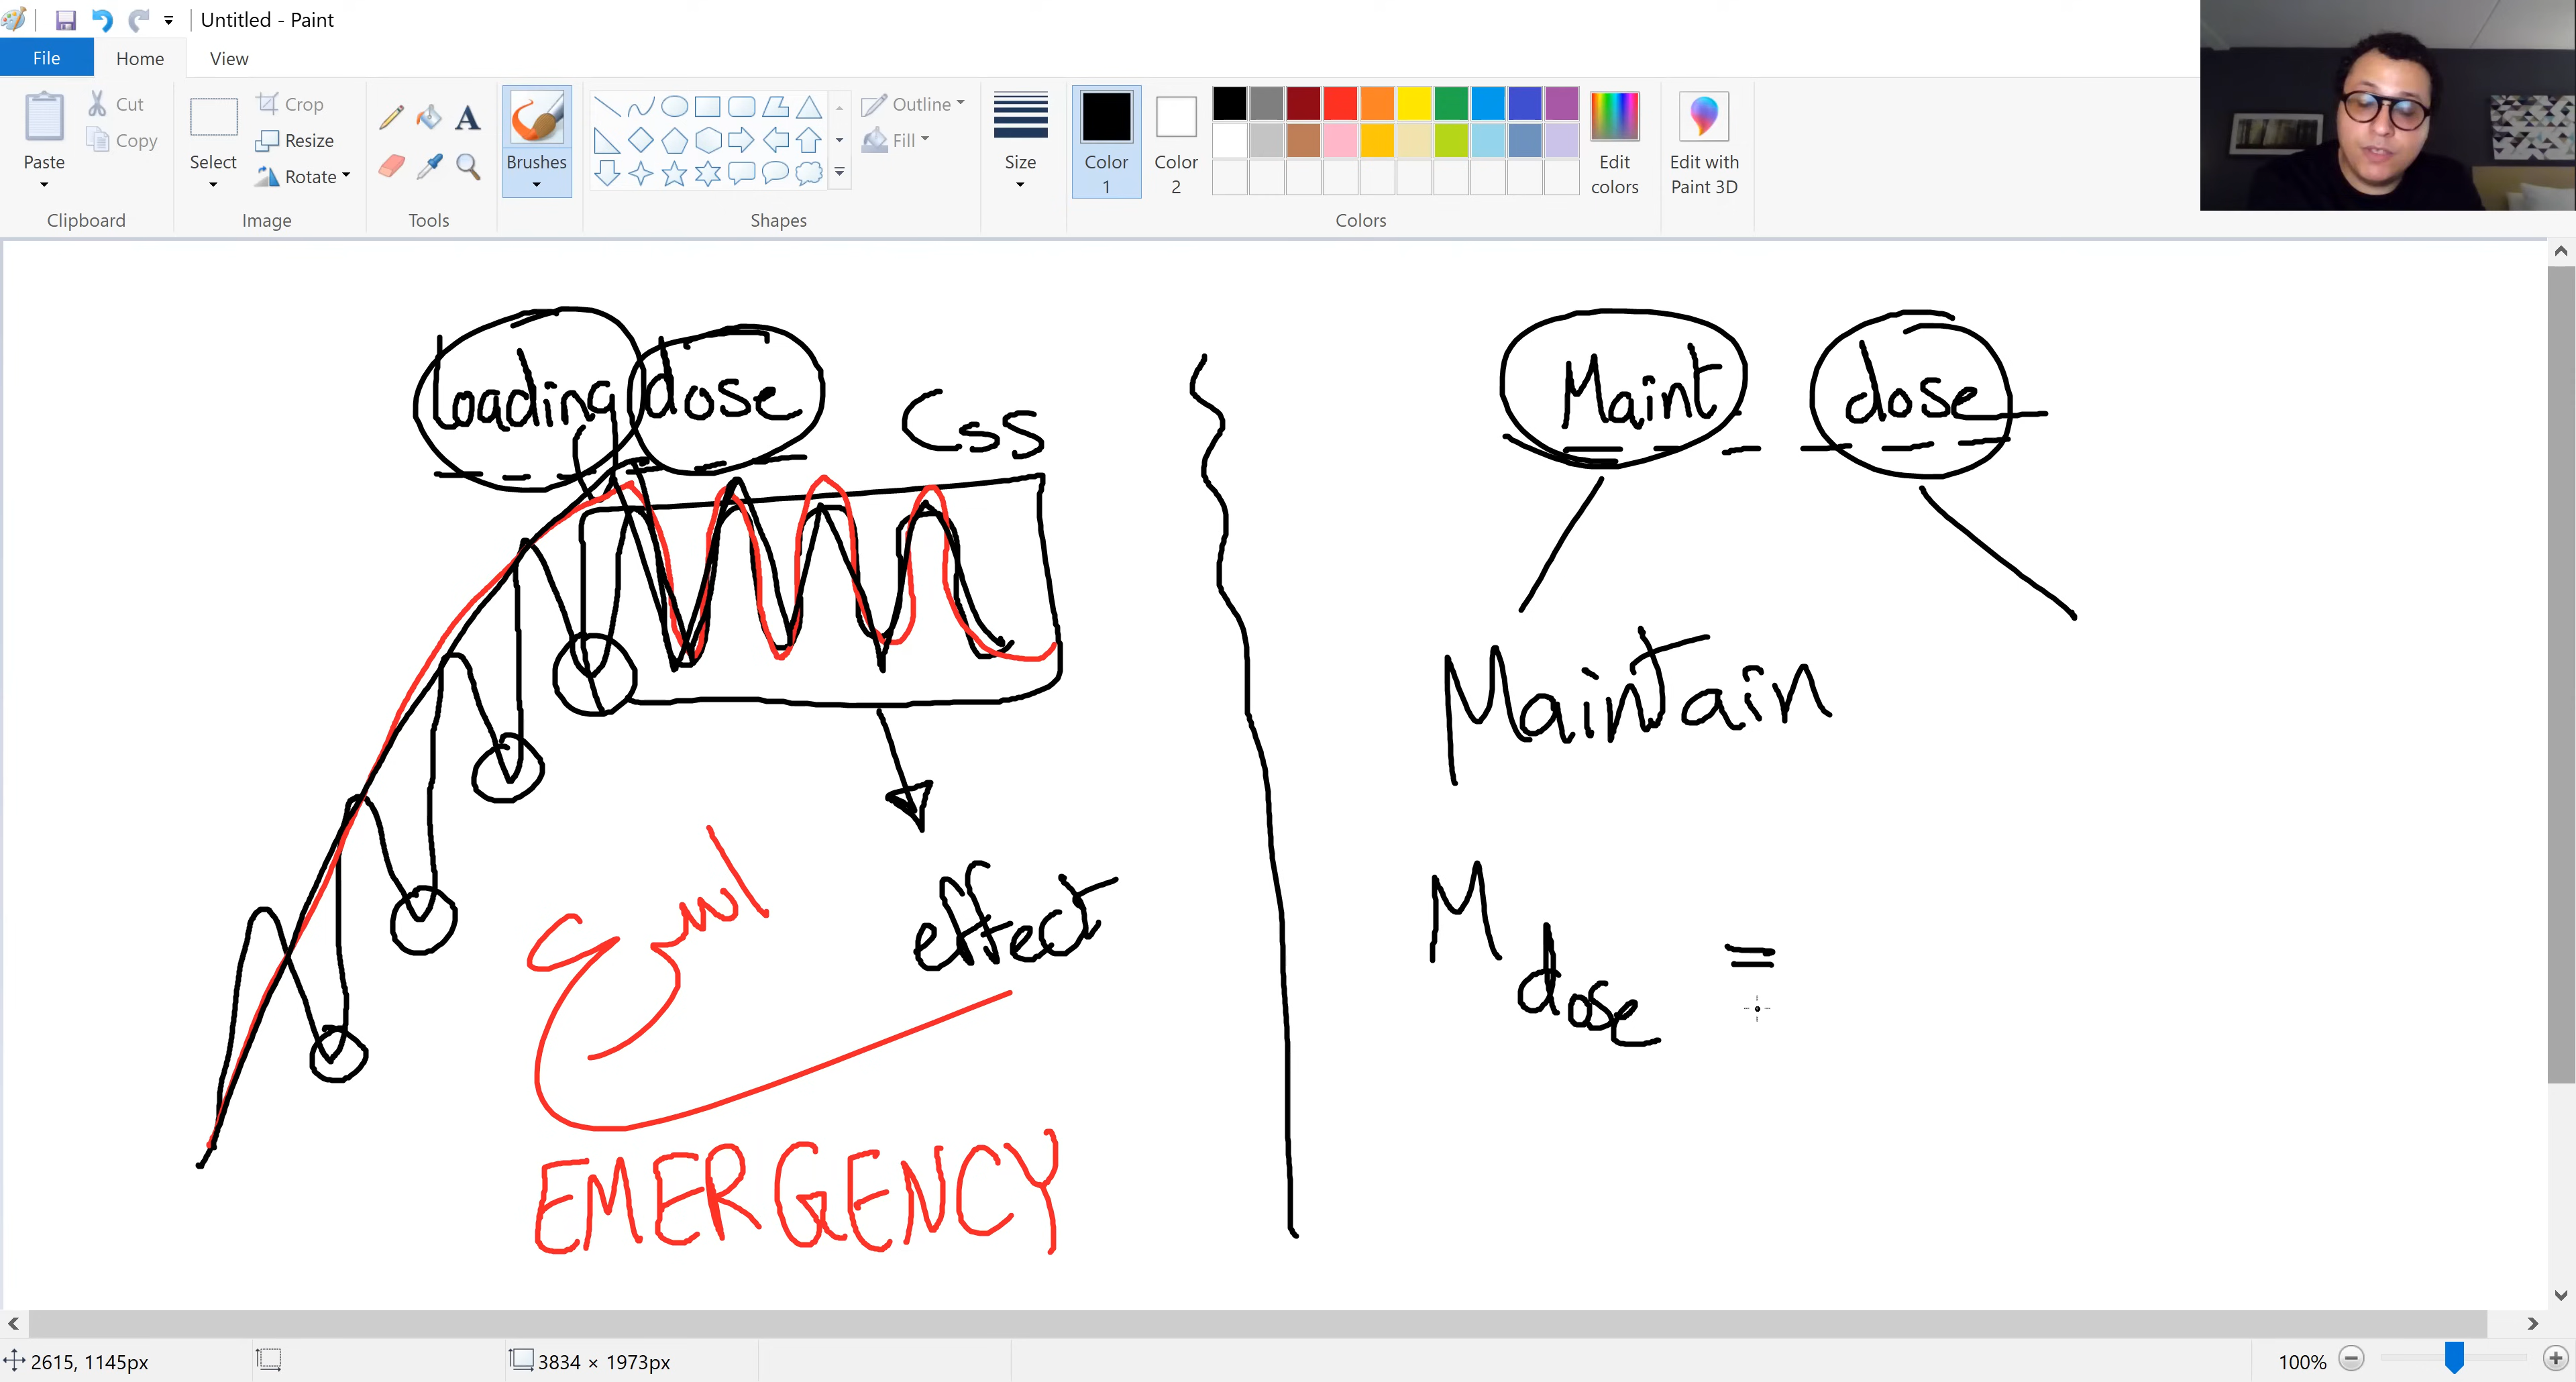 Untitled - Paint
File Home View
Paste
Cut
Copy
Clipboard
Select
Crop
Resize
Rotate
Image
Tools
Brushes
Shapes
Outline
Fill
Size
Color 1
Color 2
Edit colors
Colors
Edit with Paint 3D
loading dose
Css
effect
EMERGENCY
Maint dose
Maintain
M dose =
2615, 1145px
3834 × 1973px
100%